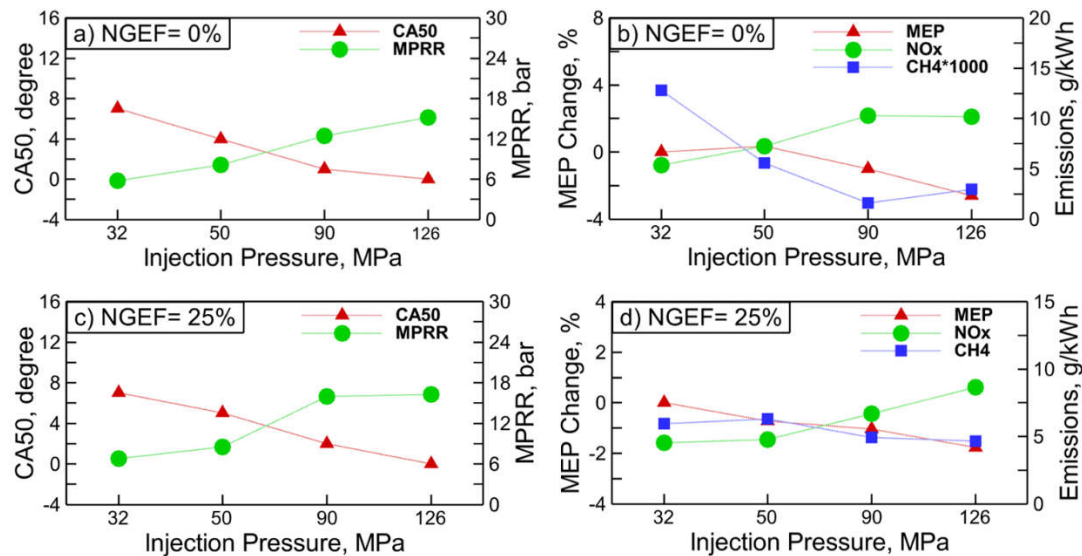 a) NGEF= 0%
CA50
MPRR
16
12
8
4
0
-4
CA50, degree
30
24
18
12
6
0
MPRR, bar
32 50 90 126
Injection Pressure, MPa
b) NGEF= 0%
MEP
NOx
CH4*1000
8
4
0
-4
MEP Change, %
20
15
10
5
0
Emissions, g/kWh
32 50 90 126
Injection Pressure, MPa
c) NGEF= 25%
CA50
MPRR
16
12
8
4
0
-4
CA50, degree
30
24
18
12
6
0
MPRR, bar
32 50 90 126
Injection Pressure, MPa
d) NGEF= 25%
MEP
NOx
CH4
4
2
0
-2
-4
MEP Change, %
15
10
5
0
Emissions, g/kWh
32 50 90 126
Injection Pressure, MPa